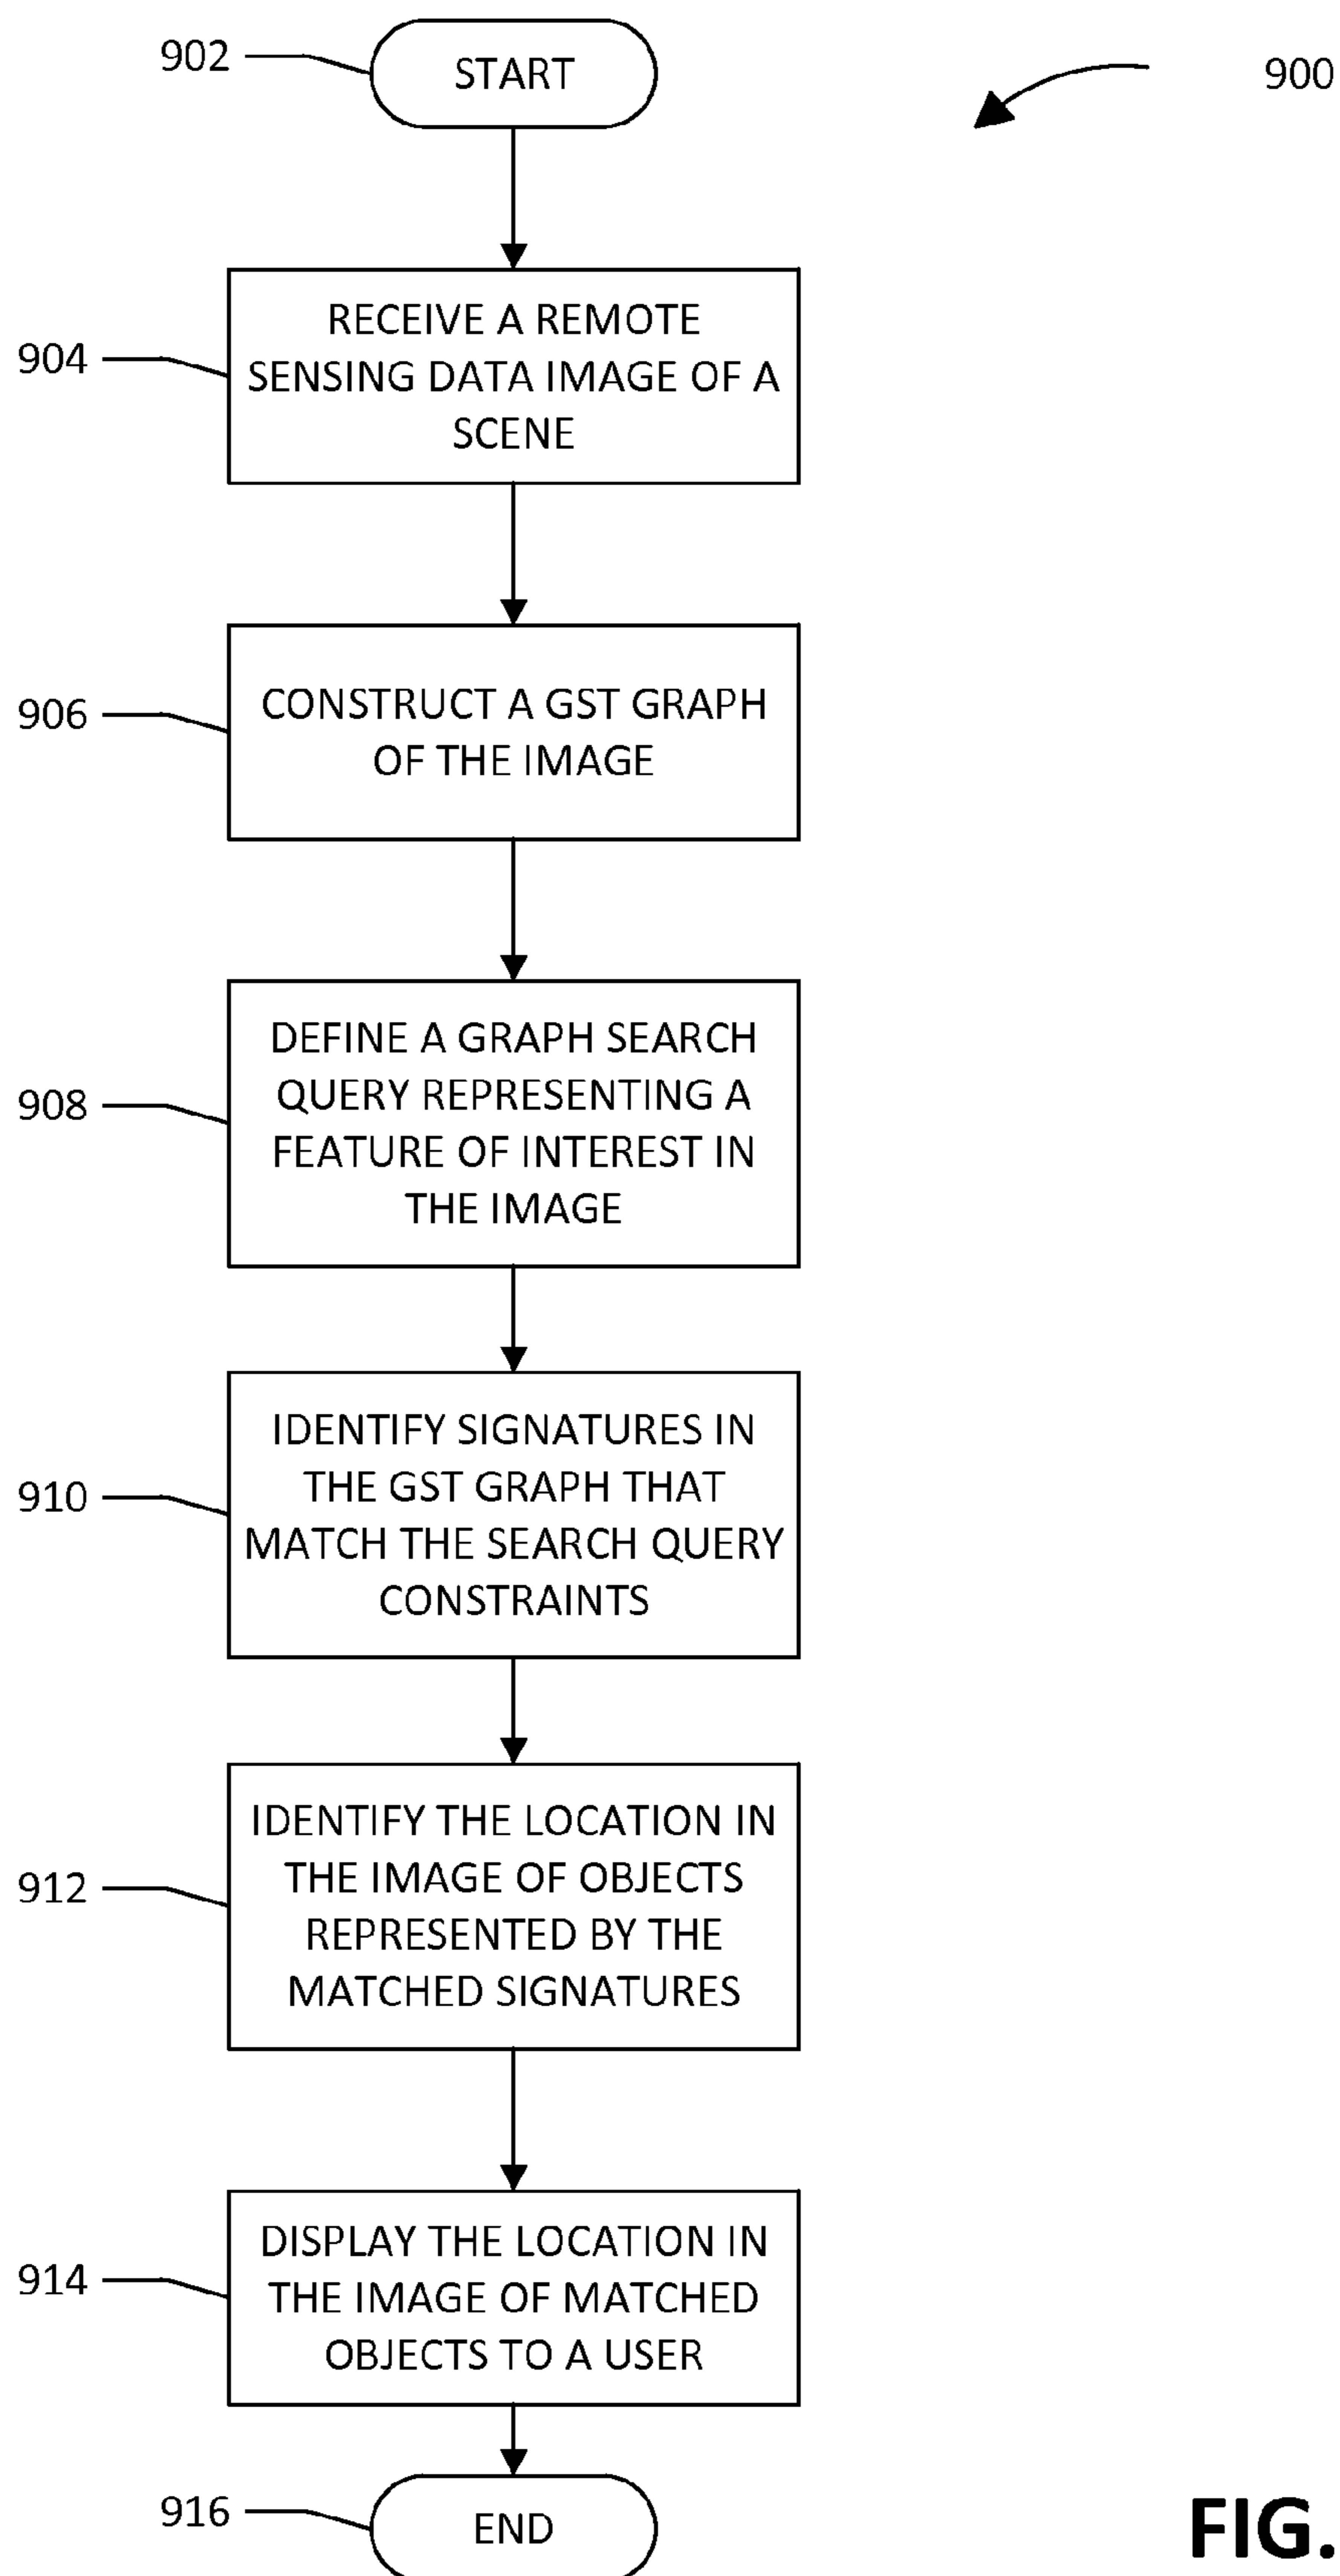 902
START
900
904
RECEIVE A REMOTE
SENSING DATA IMAGE OF A
SCENE
906
CONSTRUCT A GST GRAPH
OF THE IMAGE
908
DEFINE A GRAPH SEARCH
QUERY REPRESENTING A
FEATURE OF INTEREST IN
THE IMAGE
910
IDENTIFY SIGNATURES IN
THE GST GRAPH THAT
MATCH THE SEARCH QUERY
CONSTRAINTS
912
IDENTIFY THE LOCATION IN
THE IMAGE OF OBJECTS
REPRESENTED BY THE
MATCHED SIGNATURES
914
DISPLAY THE LOCATION IN
THE IMAGE OF MATCHED
OBJECTS TO A USER
916
END
FIG.